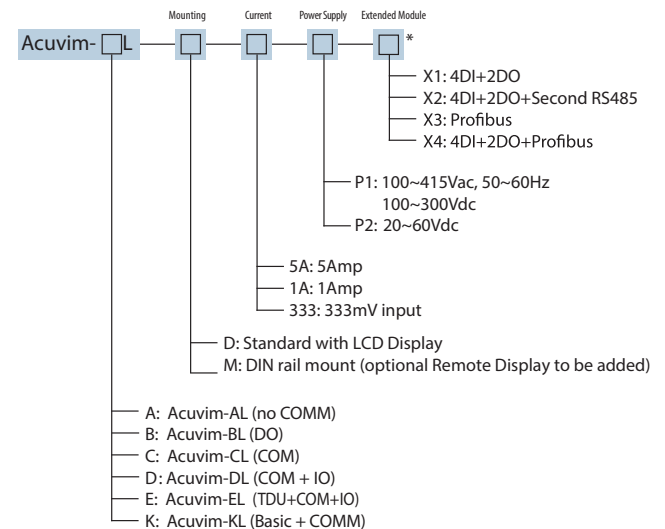 Mounting Current Power Supply Extended Module
Acuvim- L *
X1: 4DI+2DO
X2: 4DI+2DO+Second RS485
X3: Profibus
X4: 4DI+2DO+Profibus
P1: 100~415Vac, 50~60Hz
100~300Vdc
P2: 20~60Vdc
5A: 5Amp
1A: 1Amp
333: 333mV input
D: Standard with LCD Display
M: DIN rail mount (optional Remote Display to be added)
A: Acuvim-AL (no COMM)
B: Acuvim-BL (DO)
C: Acuvim-CL (COM)
D: Acuvim-DL (COM + IO)
E: Acuvim-EL (TDU+COM+IO)
K: Acuvim-KL (Basic + COMM)